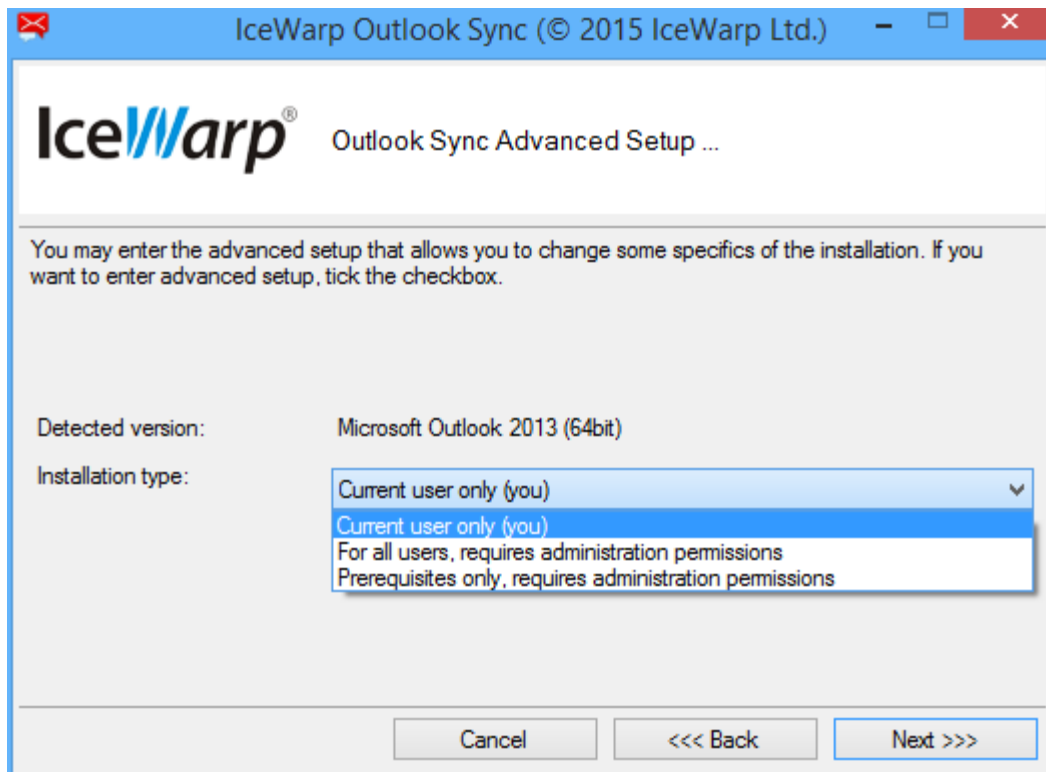 IceWarp Outlook Sync (© 2015 IceWarp Ltd.)
IceWarp®
Outlook Sync Advanced Setup ...
You may enter the advanced setup that allows you to change some specifics of the installation. If you
want to enter advanced setup, tick the checkbox.
Detected version:
Microsoft Outlook 2013 (64bit)
Installation type:
Current user only (you)
Current user only (you)
For all users, requires administration permissions
Prerequisites only, requires administration permissions
Cancel
<<< Back
Next >>>